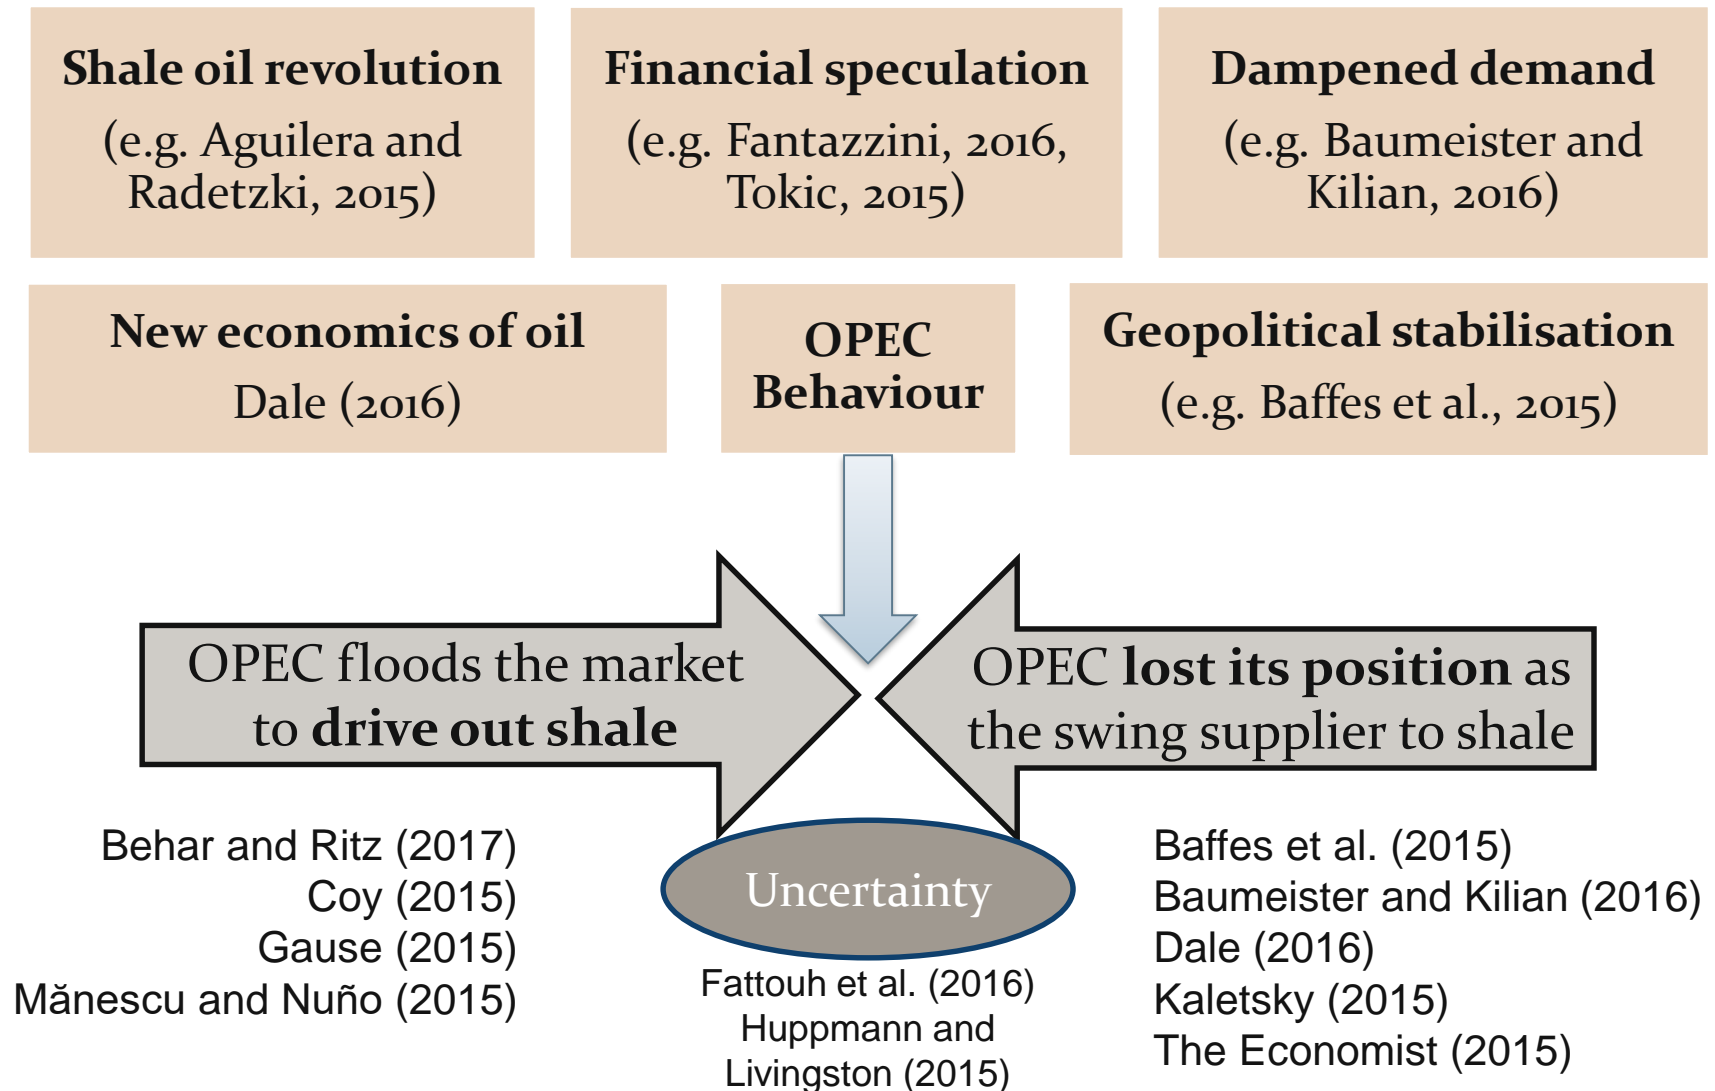 Shale oil revolution
(e.g. Aguilera and
Radetzki, 2015)
Financial speculation
(e.g. Fantazzini, 2016,
Tokic, 2015)
Dampened demand
(e.g. Baumeister and
Kilian, 2016)
New economics of oil
Dale (2016)
OPEC
Behaviour
Geopolitical stabilisation
(e.g. Baffes et al., 2015)
OPEC floods the market
to drive out shale
OPEC lost its position as
the swing supplier to shale
Behar and Ritz (2017)
Coy (2015)
Gause (2015)
Mănescu and Nuño (2015)
Uncertainty
Fattouh et al. (2016)
Huppmann and
Livingston (2015)
Baffes et al. (2015)
Baumeister and Kilian (2016)
Dale (2016)
Kaletsky (2015)
The Economist (2015)